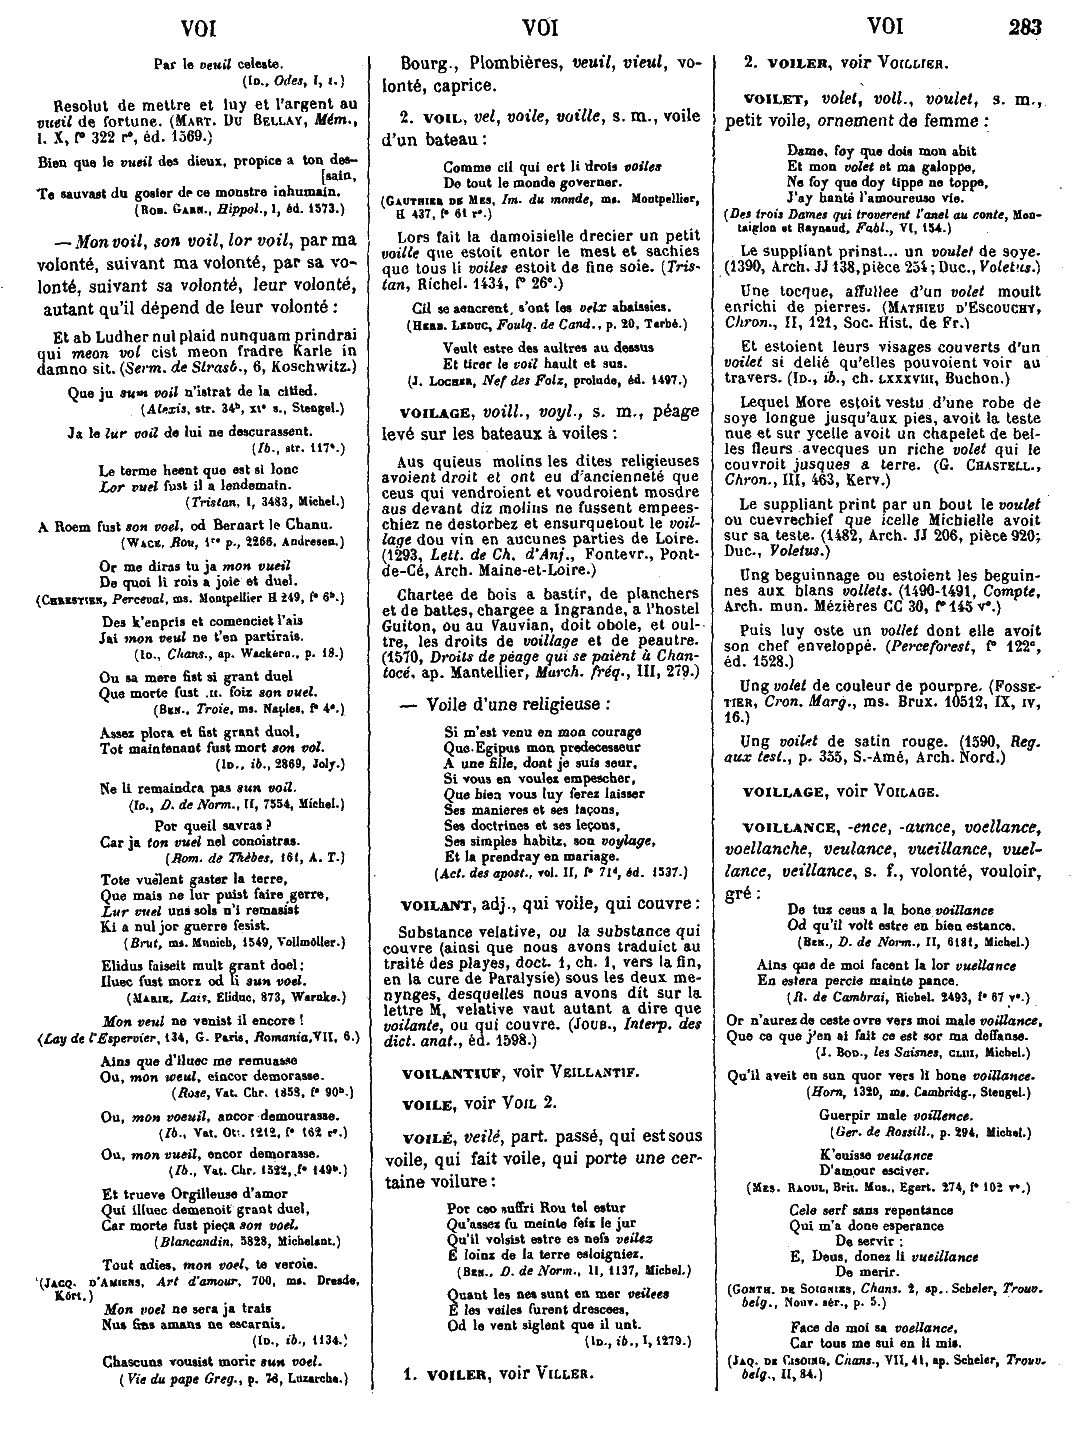 VOI
VOI
VOI
283
Par le veuil celeste.
(ID., Odes, I, 1.)
Resolut de mettre et luy et l'argent au
vueil de fortune. (MART. DU BELLAY, Mém.,
l. X, f° 322 r°, éd. 1569.)
Bien que le vueil des dieux, propice a ton des-
[sain,
Te sauvast du gosier de ce monstre inhumain.
(ROB. GARN., Hippol., I, éd. 1573.)
— Mon voil, son voil, lor voil, par ma
volonté, suivant ma volonté, par sa vo-
lonté, suivant sa volonté, leur volonté,
autant qu'il dépend de leur volonté :
Et ab Ludher nul plaid nunquam prindrai
qui meon vol cist meon fradre Karle in
damno sit. (Serm. de Strasb., 6, Koschwitz.)
Que ju sum voil n'istrat de la citied.
(Alexis, str. 34b, XIe s., Stengel.)
Ja le lur voil de lui ne descurassent.
(Ib., str. 117e.)
Le terme heent que est si lonc
Lor vuel fust il a lendemain.
(Tristan, I, 3483, Michel.)
A Roem fust son voel, od Bernart le Chanu.
(WACE, Rou, 1re p., 2266, Andresen.)
Or me diras tu ja mon vueil
De quoi li rois a joie et duel.
(CHRESTIEN, Perceval, ms. Montpellier H 249, f° 6b.)
Des k'enpris et comenciet l'ais
Jai mon veul ne t'en partirais.
(ID., Chans., ap. Wackern., p. 18.)
Ou sa mere fist si grant duel
Que morte fust .II. foiz son vuel.
(BEN., Troie, ms. Naples, f° 4e.)
Assez plora et fist grant duol,
Tot maintenant fust mort son vol.
(ID., ib., 2869, Joly.)
Ne li remaindra pas sun voil.
(ID., D. de Norm., II, 7554, Michel.)
Por queil savras ?
Car ja ton vuel nel conoistras.
(Rom. de Thèbes, 161, A. T.)
Tote vuelent gaster la terre,
Que mais ne lur puist faire gerre,
Lur vuel uns sols n'i remasist
Ki a nul jor guerre fesist.
(Brut, ms. Munich, 1549, Vollmöller.)
Elidus faiseit mult grant doel;
Iluec fust morz od li sun voel.
(MARIE, Lais, Eliduc, 873, Warnke.)
Mon veul ne venist il encore !
(Lay de l'Espervier, 134, G. Paris, Romania, VII, 6.)
Ains que d'iluec me remuasse
Ou, mon weul, eincor demorasse.
(Rose, Vat. Chr. 1858, f° 90b.)
Ou, mon voeuil, ancor demourasse.
(Ib., Vat. Ott. 1212, f° 162 r°.)
Ou, mon vueil, encor demorasse.
(Ib., Vat. Chr. 1522, f° 149b.)
Et trueve Orgilleuse d'amor
Qui illuec demenoit grant duel,
Car morte fust pieça son voel.
(Blancandin, 5828, Michelant.)
Tout adies, mon voel, te veroie.
(JACQ. D'AMIENS, Art d'amour, 700, ms. Dresde,
Kört.)
Mon voel ne sera ja trais
Nus fins amans ne escarnis.
(ID., ib., 1134.)
Chascuns vousist morir sun voel.
(Vie du pape Greg., p. 78, Luzarche.)
Bourg., Plombières, veuil, vieul, vo-
lonté, caprice.
2. VOIL, vel, voile, voille, s. m., voile
d'un bateau :
Comme cil qui ert li drois voiles
De tout le monde governer.
(GAUTHIER DE MES, Im. du monde, ms. Montpellier,
H 437, f° 61 r°.)
Lors fait la damoisielle drecier un petit
voille que estoit entor le mest et sachies
que tous li voiles estoit de fine soie. (Tris-
tan, Richel. 1434, f° 26e.)
Cil se aencrent, s'ont les velz abaissies.
(HERB. LEDUC, Foulq. de Cand., p. 20, Tarbé.)
Veult estre des aultres au dessus
Et tirer le voil hault et sus.
(J. LOCHER, Nef des Folz, prolude, éd. 1497.)
VOILAGE, voill., voyl., s. m., péage
levé sur les bateaux à voiles :
Aus quieus molins les dites religieuses
avoient droit et ont eu d'ancienneté que
ceus qui vendroient et voudroient mosdre
aus devant diz molins ne fussent empees-
chiez ne destorbez et ensurquetout le voil-
lage dou vin en aucunes parties de Loire.
(1293, Lett. de Ch. d'Anj., Fontevr., Pont-
de-Cé, Arch. Maine-et-Loire.)
Chartee de bois a bastir, de planchers
et de battes, chargee a Ingrande, a l'hostel
Guiton, ou au Vauvian, doit obole, et oul-
tre, les droits de voillage et de peautre.
(1570, Droits de péage qui se paient à Chan-
tocé, ap. Mantellier, March. fréq., III, 279.)
— Voile d'une religieuse :
Si m'est venu en mon courage
Que Egipus mon predecesseur
A une fille, dont je suis seur,
Si vous en voulez empescher,
Que bien vous luy ferez laisser
Ses manieres et ses façons,
Ses doctrines et ses leçons,
Ses simples habitz, son voylage,
Et la prendray en mariage.
(Act. des apost., vol. II, f° 71d, éd. 1537.)
VOILANT, adj., qui voile, qui couvre :
Substance velative, ou la substance qui
couvre (ainsi que nous avons traduict au
traité des playes, doct. 1, ch. 1, vers la fin,
en la cure de Paralysie) sous les deux me-
nynges, desquelles nous avons dit sur la
lettre M, velative vaut autant a dire que
voilante, ou qui couvre. (JOUB., Interp. des
dict. anat., éd. 1598.)
VOILANTIUF, voir VEILLANTIF.
VOILE, voir VOIL 2.
VOILÉ, veilé, part. passé, qui est sous
voile, qui fait voile, qui porte une cer-
taine voilure :
Por ceo suffri Rou tel estur
Qu'assez fu meinte feiz le jur
Qu'il volsist estre es nefs veilez
E loinz de la terre esloigniez.
(BEN., D. de Norm., II, 1137, Michel.)
Quant les nes sunt en mer veilees
E les veiles furent drescees,
Od le vent siglent que il unt.
(ID., ib., I, 1279.)
1. VOILER, voir VILLER.
2. VOILER, voir VOILLIER.
VOILET, volet, voll., voulet, s. m.,
petit voile, ornement de femme :
Dame, foy que dois mon abit
Et mon volet et ma galoppe,
Ne foy que doy tippe ne toppe,
J'ay hanté l'amoureuse vie.
(Des trois Dames qui troverent l'anel au conte, Mon-
taiglon et Raynaud, Fabl., VI, 154.)
Le suppliant prinst... un voulet de soye.
(1390, Arch. JJ 138, pièce 254; Duc., Voletus.)
Une tocque, affullee d'un volet moult
enrichi de pierres. (MATHIEU D'ESCOUCHY,
Chron., II, 121, Soc. Hist. de Fr.)
Et estoient leurs visages couverts d'un
voilet si delié qu'elles pouvoient voir au
travers. (ID., ib., ch. LXXXVIII, Buchon.)
Lequel More estoit vestu d'une robe de
soye longue jusqu'aux pies, avoit la teste
nue et sur ycelle avoit un chapelet de bel-
les fleurs avecques un riche volet qui le
couvroit jusques a terre. (G. CHASTELL.,
Chron., III, 463, Kerv.)
Le suppliant print par un bout le voulet
ou cuevrechief que icelle Michielle avoit
sur sa teste. (1482, Arch. JJ 206, pièce 920;
Duc., Voletus.)
Ung beguinnage ou estoient les beguin-
nes aux blans vollets. (1490-1491, Compte,
Arch. mun. Mézières CC 30, f° 145 v°.)
Puis luy oste un vollet dont elle avoit
son chef enveloppé. (Perceforest, f° 122e,
éd. 1528.)
Ung volet de couleur de pourpre. (FOSSE-
TIER, Cron. Marg., ms. Brux. 10512, IX, IV,
16.)
Ung voilet de satin rouge. (1590, Reg.
aux test., p. 335, S.-Amé, Arch. Nord.)
VOILLAGE, voir VOILAGE.
VOILLANCE, -ence, -aunce, voellance,
voellanche, veulance, vueillance, vuel-
lance, veillance, s. f., volonté, vouloir,
gré :
De tuz ceus a la bone voillance
Od qu'il volt estre en bien estance.
(BEN., D. de Norm., II, 6181, Michel.)
Ains que de moi facent la lor vuellance
En estera percie mainte pance.
(R. de Cambrai, Richel. 2493, f° 67 v°.)
Or n'aurez de ceste ovre vers moi male voillance,
Que ce que j'en ai fait ce est sor ma deffanse.
(J. BOD., les Saisnes, CLIII, Michel.)
Qu'il aveit en sun quor vers li bone voillance.
(Horn, 1320, ms. Cambridg., Stengel.)
Guerpir male voillence.
(Ger. de Rossill., p. 294, Michel.)
K'euisse veulance
D'amour esciver.
(MES. RAOUL, Brit. Mus., Egert. 274, f° 102 v°.)
Cele serf sans repentance
Qui m'a done esperance
De servir ;
E, Deus, donez li vueillance
De merir.
(GONTH. DE SOIGNIES, Chans. 2, ap. Scheler, Trouv.
belg., Nouv. sér., p. 5.)
Face de moi sa voellance,
Car tous me sui en li mis.
(JAQ. DE CISOING, Chans., VII, 41, ap. Scheler, Trouv.
belg., II, 84.)